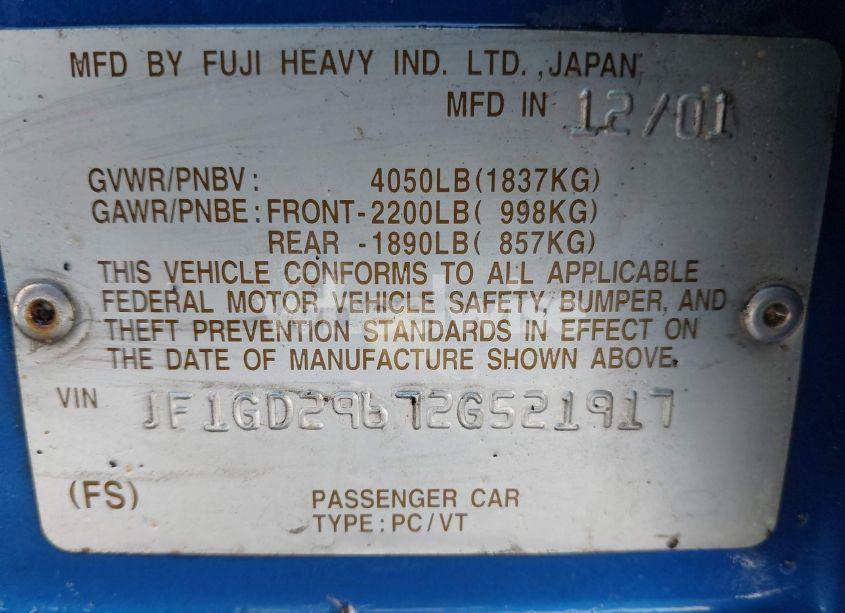 MFD BY FUJI HEAVY IND. LTD. ,JAPAN
MFD IN 12/01
GVWR/PNBV: 4050LB(1837KG)
GAWR/PNBE:FRONT-2200LB( 998KG)
REAR -1890LB( 857KG)
THIS VEHICLE CONFORMS TO ALL APPLICABLE
FEDERAL MOTOR VEHICLE SAFETY, BUMPER, AND
THEFT PREVENTION STANDARDS IN EFFECT ON
THE DATE OF MANUFACTURE SHOWN ABOVE.
VIN JF1GD29672G521917
(FS) PASSENGER CAR
TYPE:PC/VT